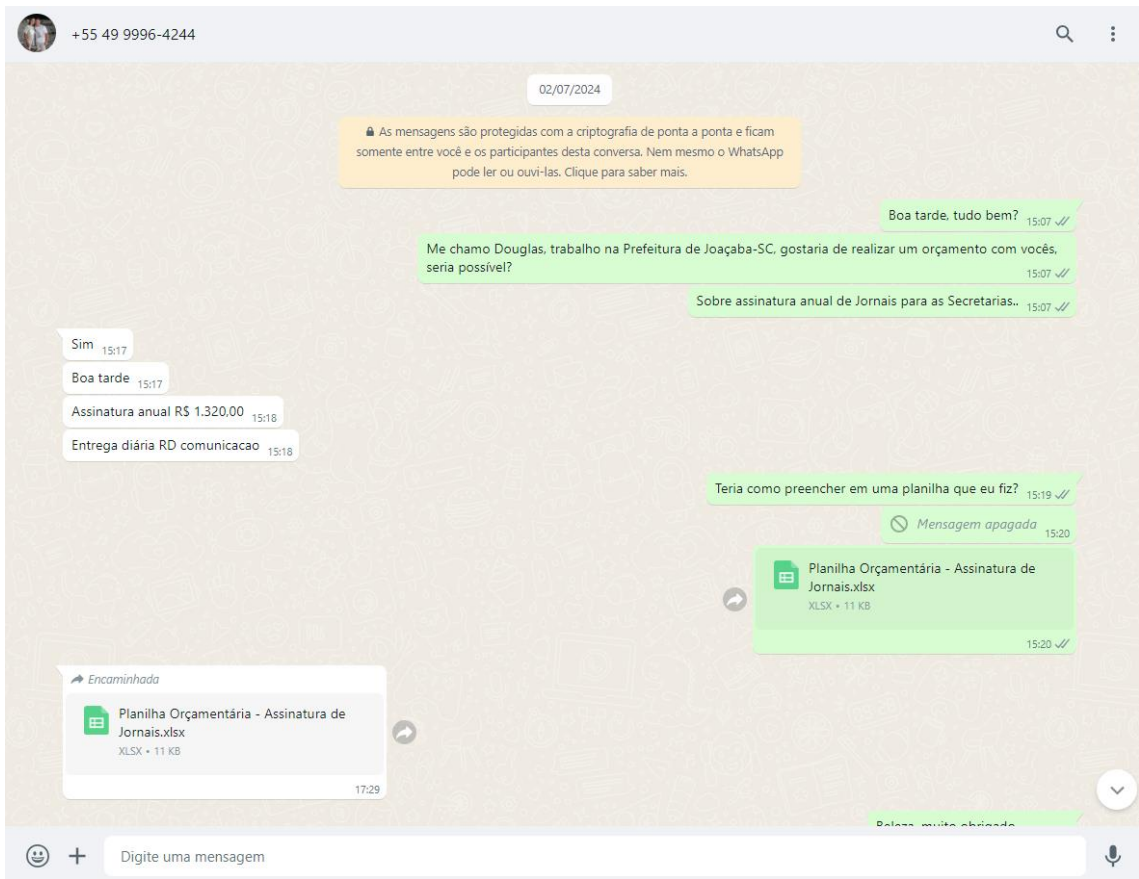 +55 49 9996-4244
02/07/2024
As mensagens são protegidas com a criptografia de ponta a ponta e ficam
somente entre você e os participantes desta conversa. Nem mesmo o WhatsApp
pode ler ou ouvi-las. Clique para saber mais.
Boa tarde, tudo bem? 15:07
Me chamo Douglas, trabalho na Prefeitura de Joaçaba-SC, gostaria de realizar um orçamento com vocês,
seria possível? 15:07
Sobre assinatura anual de Jornais para as Secretarias.. 15:07
Sim 15:17
Boa tarde 15:17
Assinatura anual R$ 1.320,00 15:18
Entrega diária RD comunicacao 15:18
Teria como preencher em uma planilha que eu fiz? 15:19
Mensagem apagada 15:20
Planilha Orçamentária - Assinatura de
Jornais.xlsx
XLSX • 11 KB
15:20
Encaminhada
Planilha Orçamentária - Assinatura de
Jornais.xlsx
XLSX • 11 KB
17:29
Beleza, muito obrigado
Digite uma mensagem